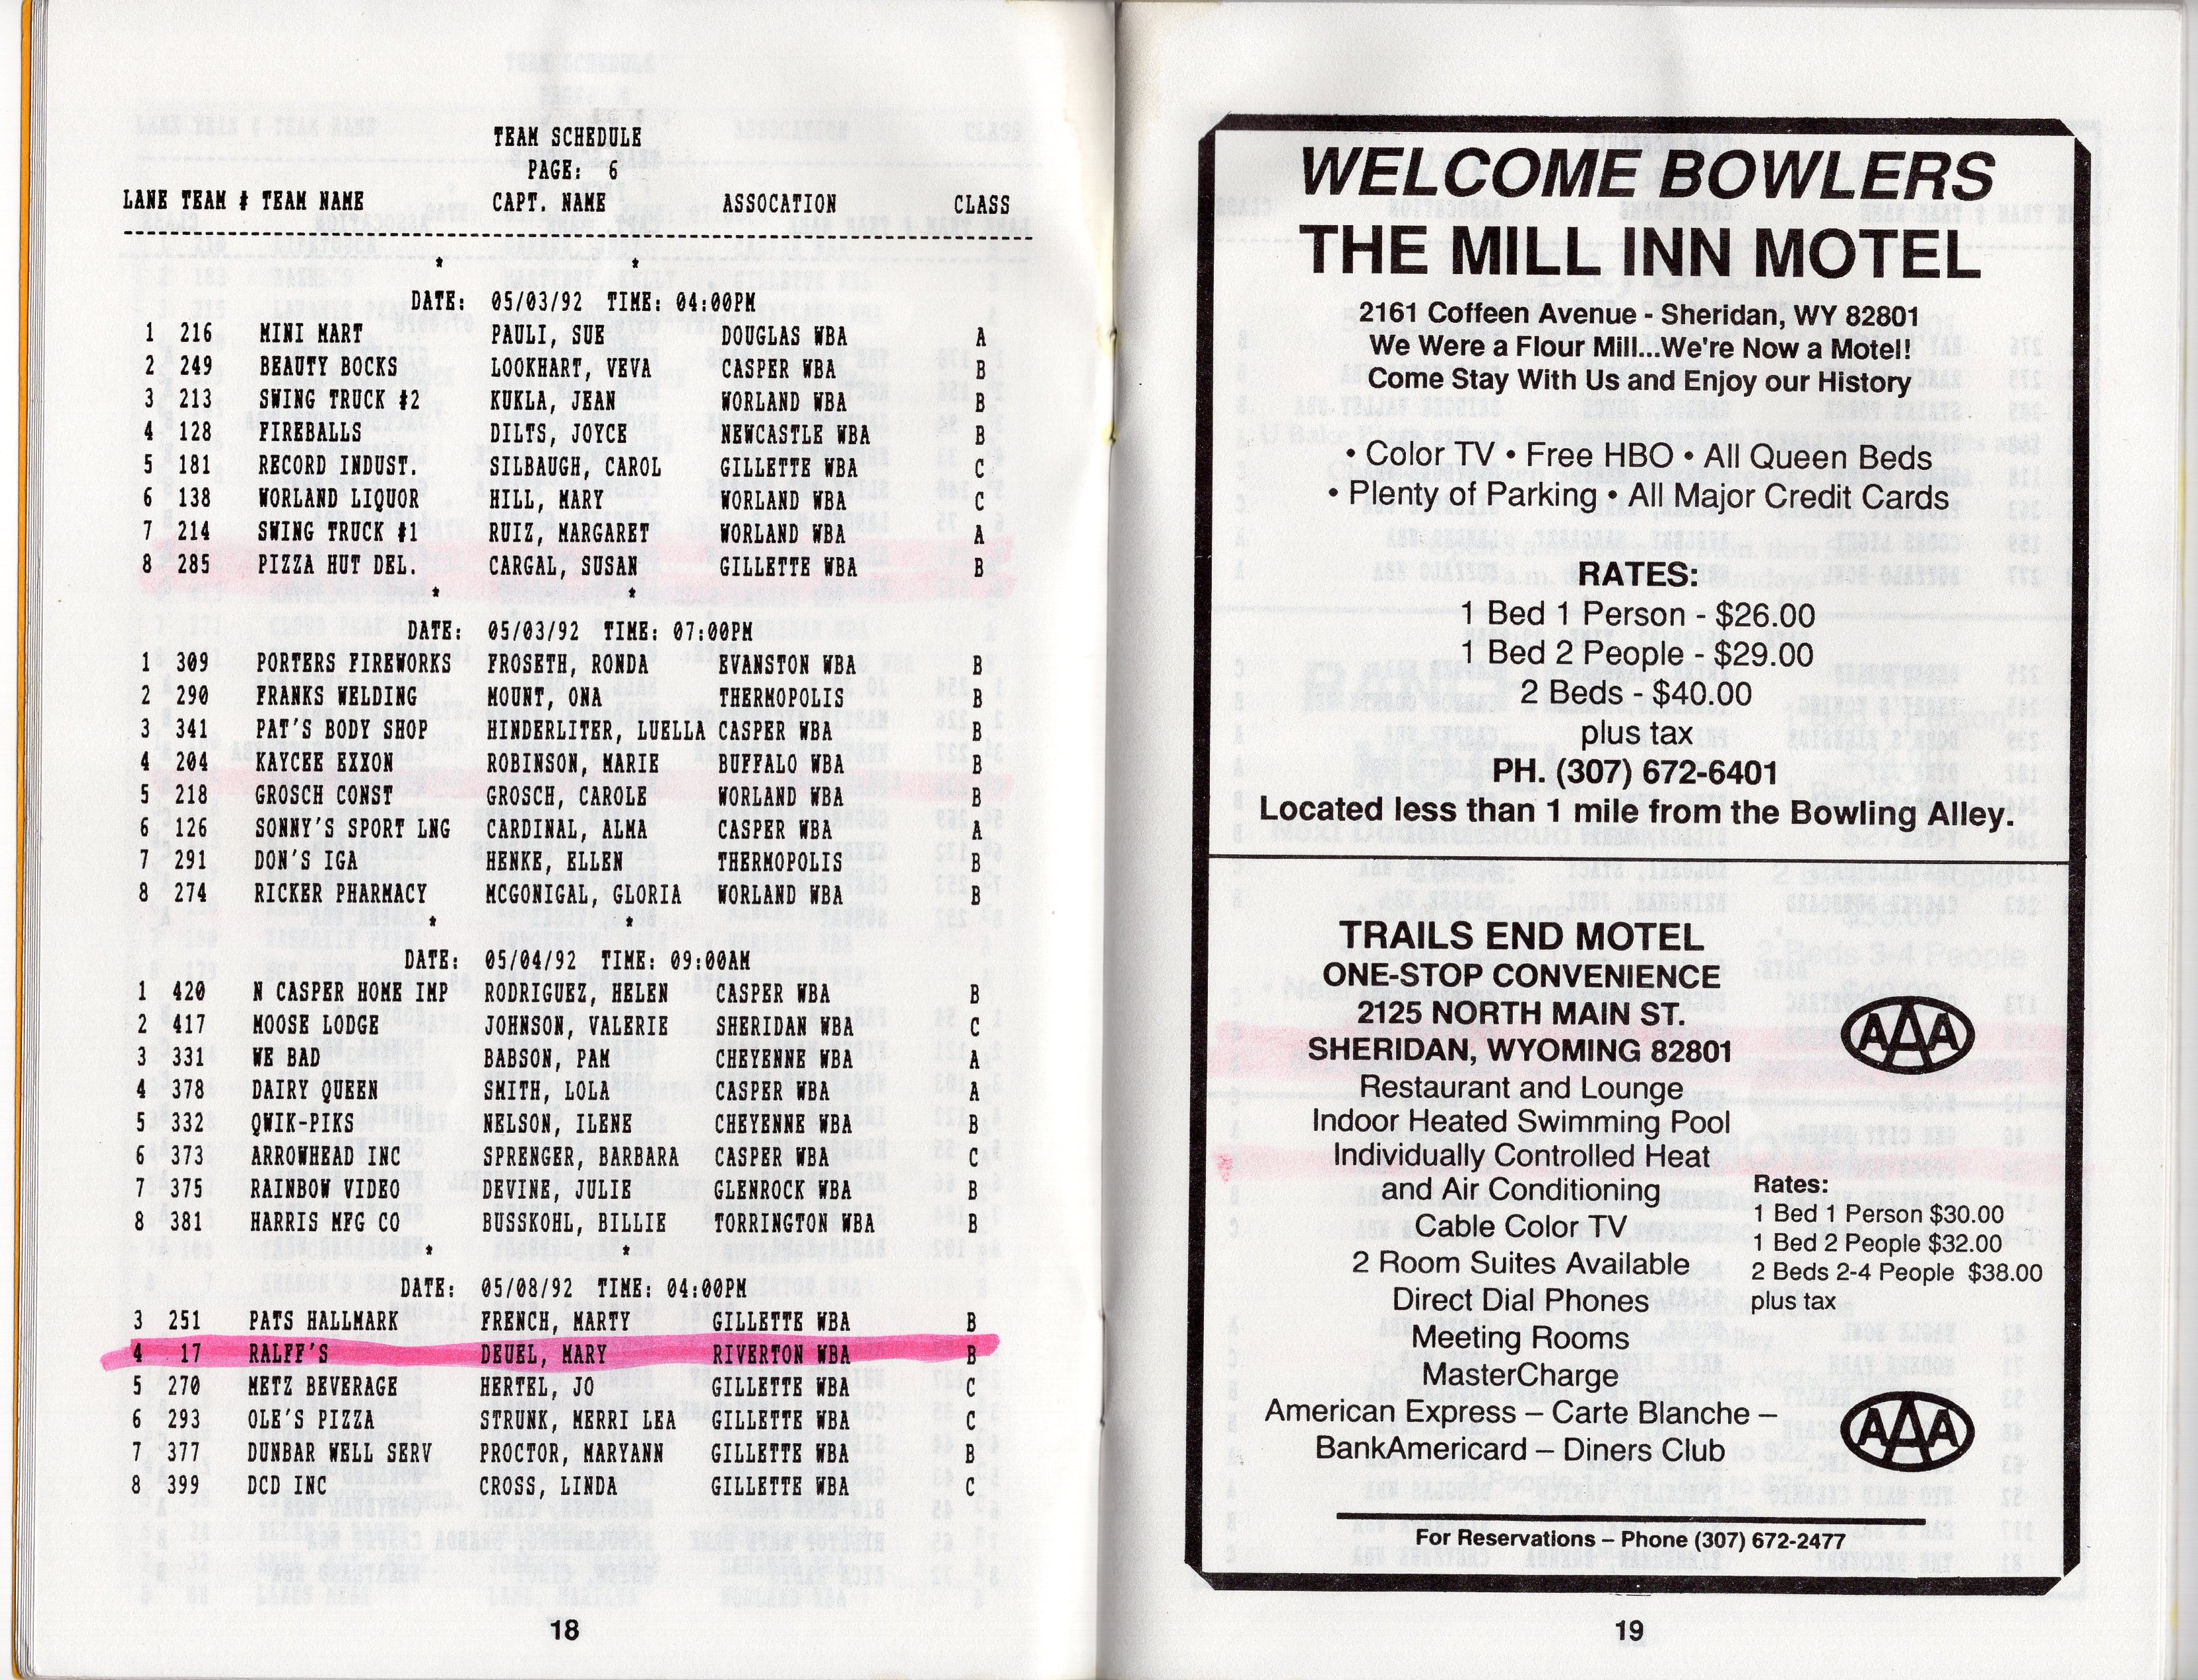 TEAM SCHEDULE
PAGE: 6
LANE TEAM # TEAM NAME CAPT. NAME ASSOCATION CLASS
* *
DATE: 05/03/92 TIME: 04:00PM
1 216 MINI MART PAULI, SUE DOUGLAS WBA A
2 249 BEAUTY BOCKS LOOKHART, VEVA CASPER WBA B
3 213 SWING TRUCK #2 KUKLA, JEAN WORLAND WBA B
4 128 FIREBALLS DILTS, JOYCE NEWCASTLE WBA B
5 181 RECORD INDUST. SILBAUGH, CAROL GILLETTE WBA C
6 138 WORLAND LIQUOR HILL, MARY WORLAND WBA C
7 214 SWING TRUCK #1 RUIZ, MARGARET WORLAND WBA A
8 285 PIZZA HUT DEL. CARGAL, SUSAN GILLETTE WBA B
* *
DATE: 05/03/92 TIME: 07:00PM
1 309 PORTERS FIREWORKS FROSETH, RONDA EVANSTON WBA B
2 290 FRANKS WELDING MOUNT, ONA THERMOPOLIS B
3 341 PAT'S BODY SHOP HINDERLITER, LUELLA CASPER WBA B
4 204 KAYCEE EXXON ROBINSON, MARIE BUFFALO WBA B
5 218 GROSCH CONST GROSCH, CAROLE WORLAND WBA B
6 126 SONNY'S SPORT LNG CARDINAL, ALMA CASPER WBA A
7 291 DON'S IGA HENKE, ELLEN THERMOPOLIS B
8 274 RICKER PHARMACY MCGONIGAL, GLORIA WORLAND WBA B
* *
DATE: 05/04/92 TIME: 09:00AM
1 420 N CASPER HOME IMP RODRIGUEZ, HELEN CASPER WBA B
2 417 MOOSE LODGE JOHNSON, VALERIE SHERIDAN WBA C
3 331 WE BAD BABSON, PAM CHEYENNE WBA A
4 378 DAIRY QUEEN SMITH, LOLA CASPER WBA A
5 332 QWIK-PIKS NELSON, ILENE CHEYENNE WBA B
6 373 ARROWHEAD INC SPRENGER, BARBARA CASPER WBA C
7 375 RAINBOW VIDEO DEVINE, JULIE GLENROCK WBA B
8 381 HARRIS MFG CO BUSSKOHL, BILLIE TORRINGTON WBA B
* *
DATE: 05/08/92 TIME: 04:00PM
3 251 PATS HALLMARK FRENCH, MARTY GILLETTE WBA B
4 17 RALFF'S DEUEL, MARY RIVERTON WBA B
5 270 METZ BEVERAGE HERTEL, JO GILLETTE WBA C
6 293 OLE'S PIZZA STRUNK, MERRI LEA GILLETTE WBA C
7 377 DUNBAR WELL SERV PROCTOR, MARYANN GILLETTE WBA B
8 399 DCD INC CROSS, LINDA GILLETTE WBA C
18
WELCOME BOWLERS
THE MILL INN MOTEL
2161 Coffeen Avenue - Sheridan, WY 82801
We Were a Flour Mill...We're Now a Motel!
Come Stay With Us and Enjoy our History
• Color TV • Free HBO • All Queen Beds
• Plenty of Parking • All Major Credit Cards
RATES:
1 Bed 1 Person - $26.00
1 Bed 2 People - $29.00
2 Beds - $40.00
plus tax
PH. (307) 672-6401
Located less than 1 mile from the Bowling Alley.
TRAILS END MOTEL
ONE-STOP CONVENIENCE
2125 NORTH MAIN ST.
SHERIDAN, WYOMING 82801
AAA
Restaurant and Lounge
Indoor Heated Swimming Pool
Individually Controlled Heat
and Air Conditioning
Cable Color TV
2 Room Suites Available
Direct Dial Phones
Meeting Rooms
MasterCharge
American Express – Carte Blanche –
BankAmericard – Diners Club
Rates:
1 Bed 1 Person $30.00
1 Bed 2 People $32.00
2 Beds 2-4 People $38.00
plus tax
AAA
For Reservations – Phone (307) 672-2477
19